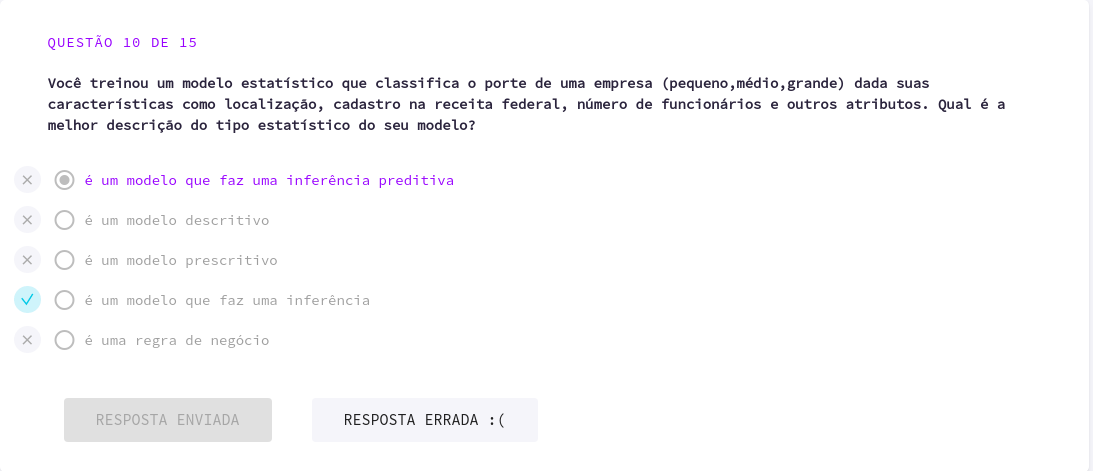 QUESTÃO 10 DE 15
Você treinou um modelo estatístico que classifica o porte de uma empresa (pequeno,médio,grande) dada suas
características como localização, cadastro na receita federal, número de funcionários e outros atributos. Qual é a
melhor descrição do tipo estatístico do seu modelo?
é um modelo que faz uma inferência preditiva
é um modelo descritivo
é um modelo prescritivo
é um modelo que faz uma inferência
é uma regra de negócio
RESPOSTA ENVIADA RESPOSTA ERRADA :(